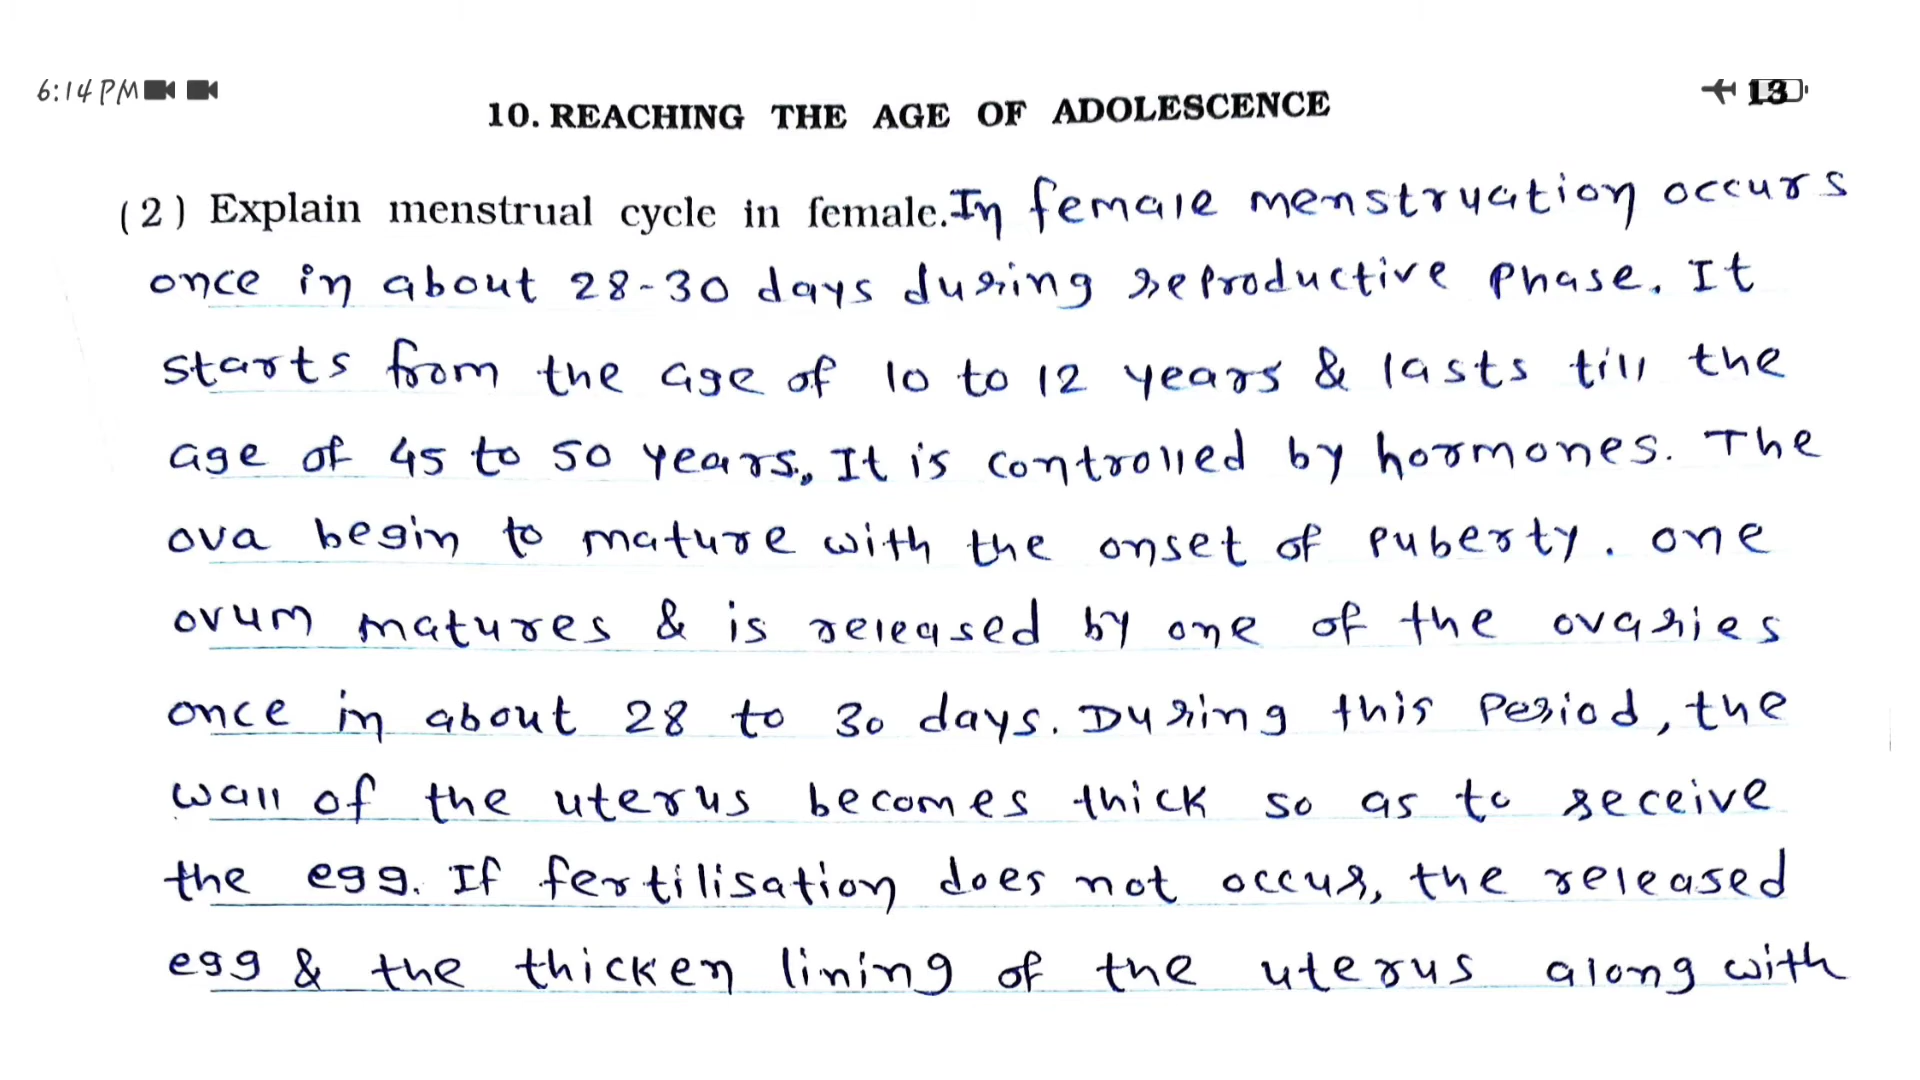 6:14 PM
13
10. REACHING THE AGE OF ADOLESCENCE
(2) Explain menstrual cycle in female. In female menstruation occurs
once in about 28-30 days during reproductive phase. It
starts from the age of 10 to 12 years & lasts till the
age of 45 to 50 years. It is controlled by hormones. The
ova begin to mature with the onset of puberty. one
ovum matures & is released by one of the ovaries
once in about 28 to 30 days. During this period, the
wall of the uterus becomes thick so as to receive
the egg. If fertilisation does not occur, the released
egg & the thicken lining of the uterus along with